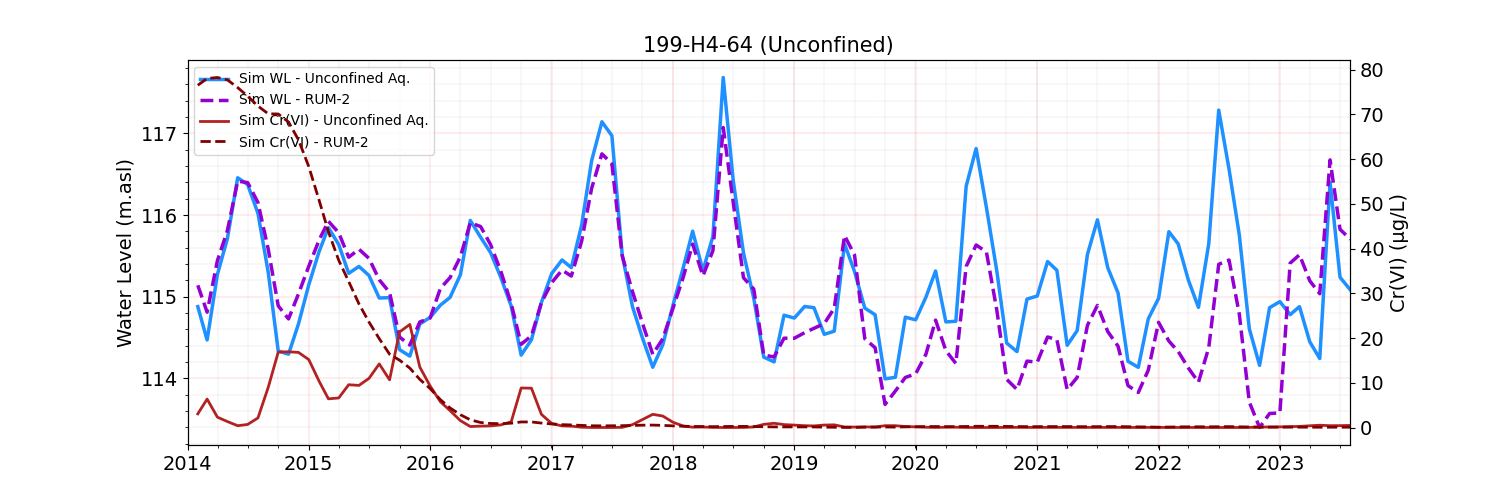 199-H4-64 (Unconfined)
Sim WL - Unconfined Aq.
Sim WL - RUM-2
Sim Cr(VI) - Unconfined Aq.
Sim Cr(VI) - RUM-2
Water Level (m.asl)
117
116
115
114
80
70
60
50
40
30
20
10
0
Cr(VI) (µg/L)
2014 2015 2016 2017 2018 2019 2020 2021 2022 2023